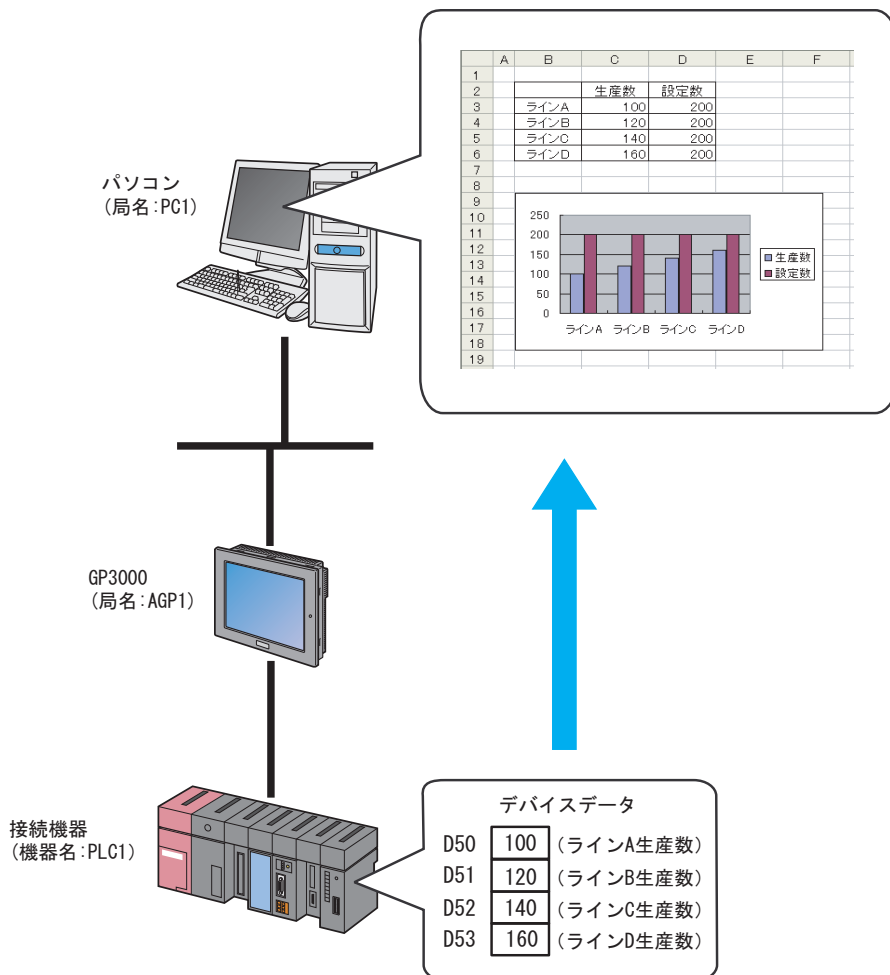 A B C D E F
1
2 生産数 設定数
3 ラインA 100 200
4 ラインB 120 200
5 ラインC 140 200
6 ラインD 160 200
7
8
9
10
11
12
13
14
15
16
17
18
19
250
200
150
100
50
0
ラインA ラインB ラインC ラインD
生産数
設定数
パソコン
(局名:PC1)
GP3000
(局名:AGP1)
接続機器
(機器名:PLC1)
デバイスデータ
D50 100 (ラインA生産数)
D51 120 (ラインB生産数)
D52 140 (ラインC生産数)
D53 160 (ラインD生産数)